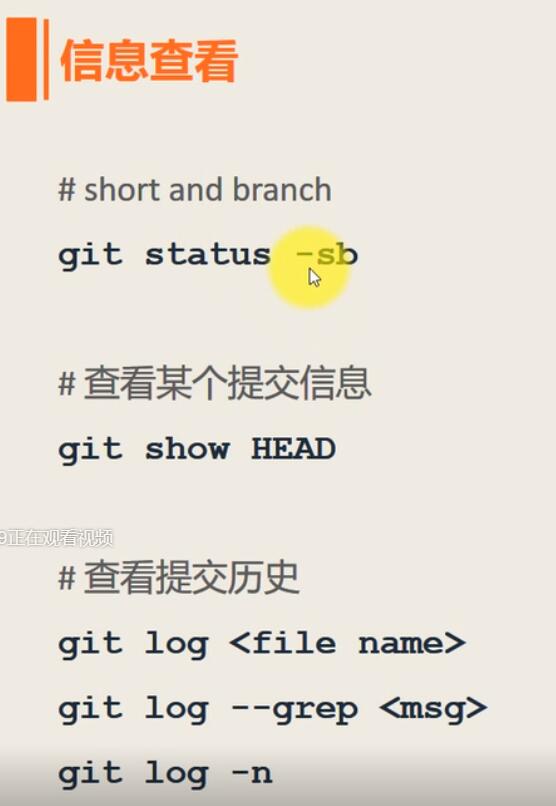 信息查看
# short and branch
git status -sb
# 查看某个提交信息
git show HEAD
9正在观看视频
# 查看提交历史
git log <file name>
git log --grep <msg>
git log -n